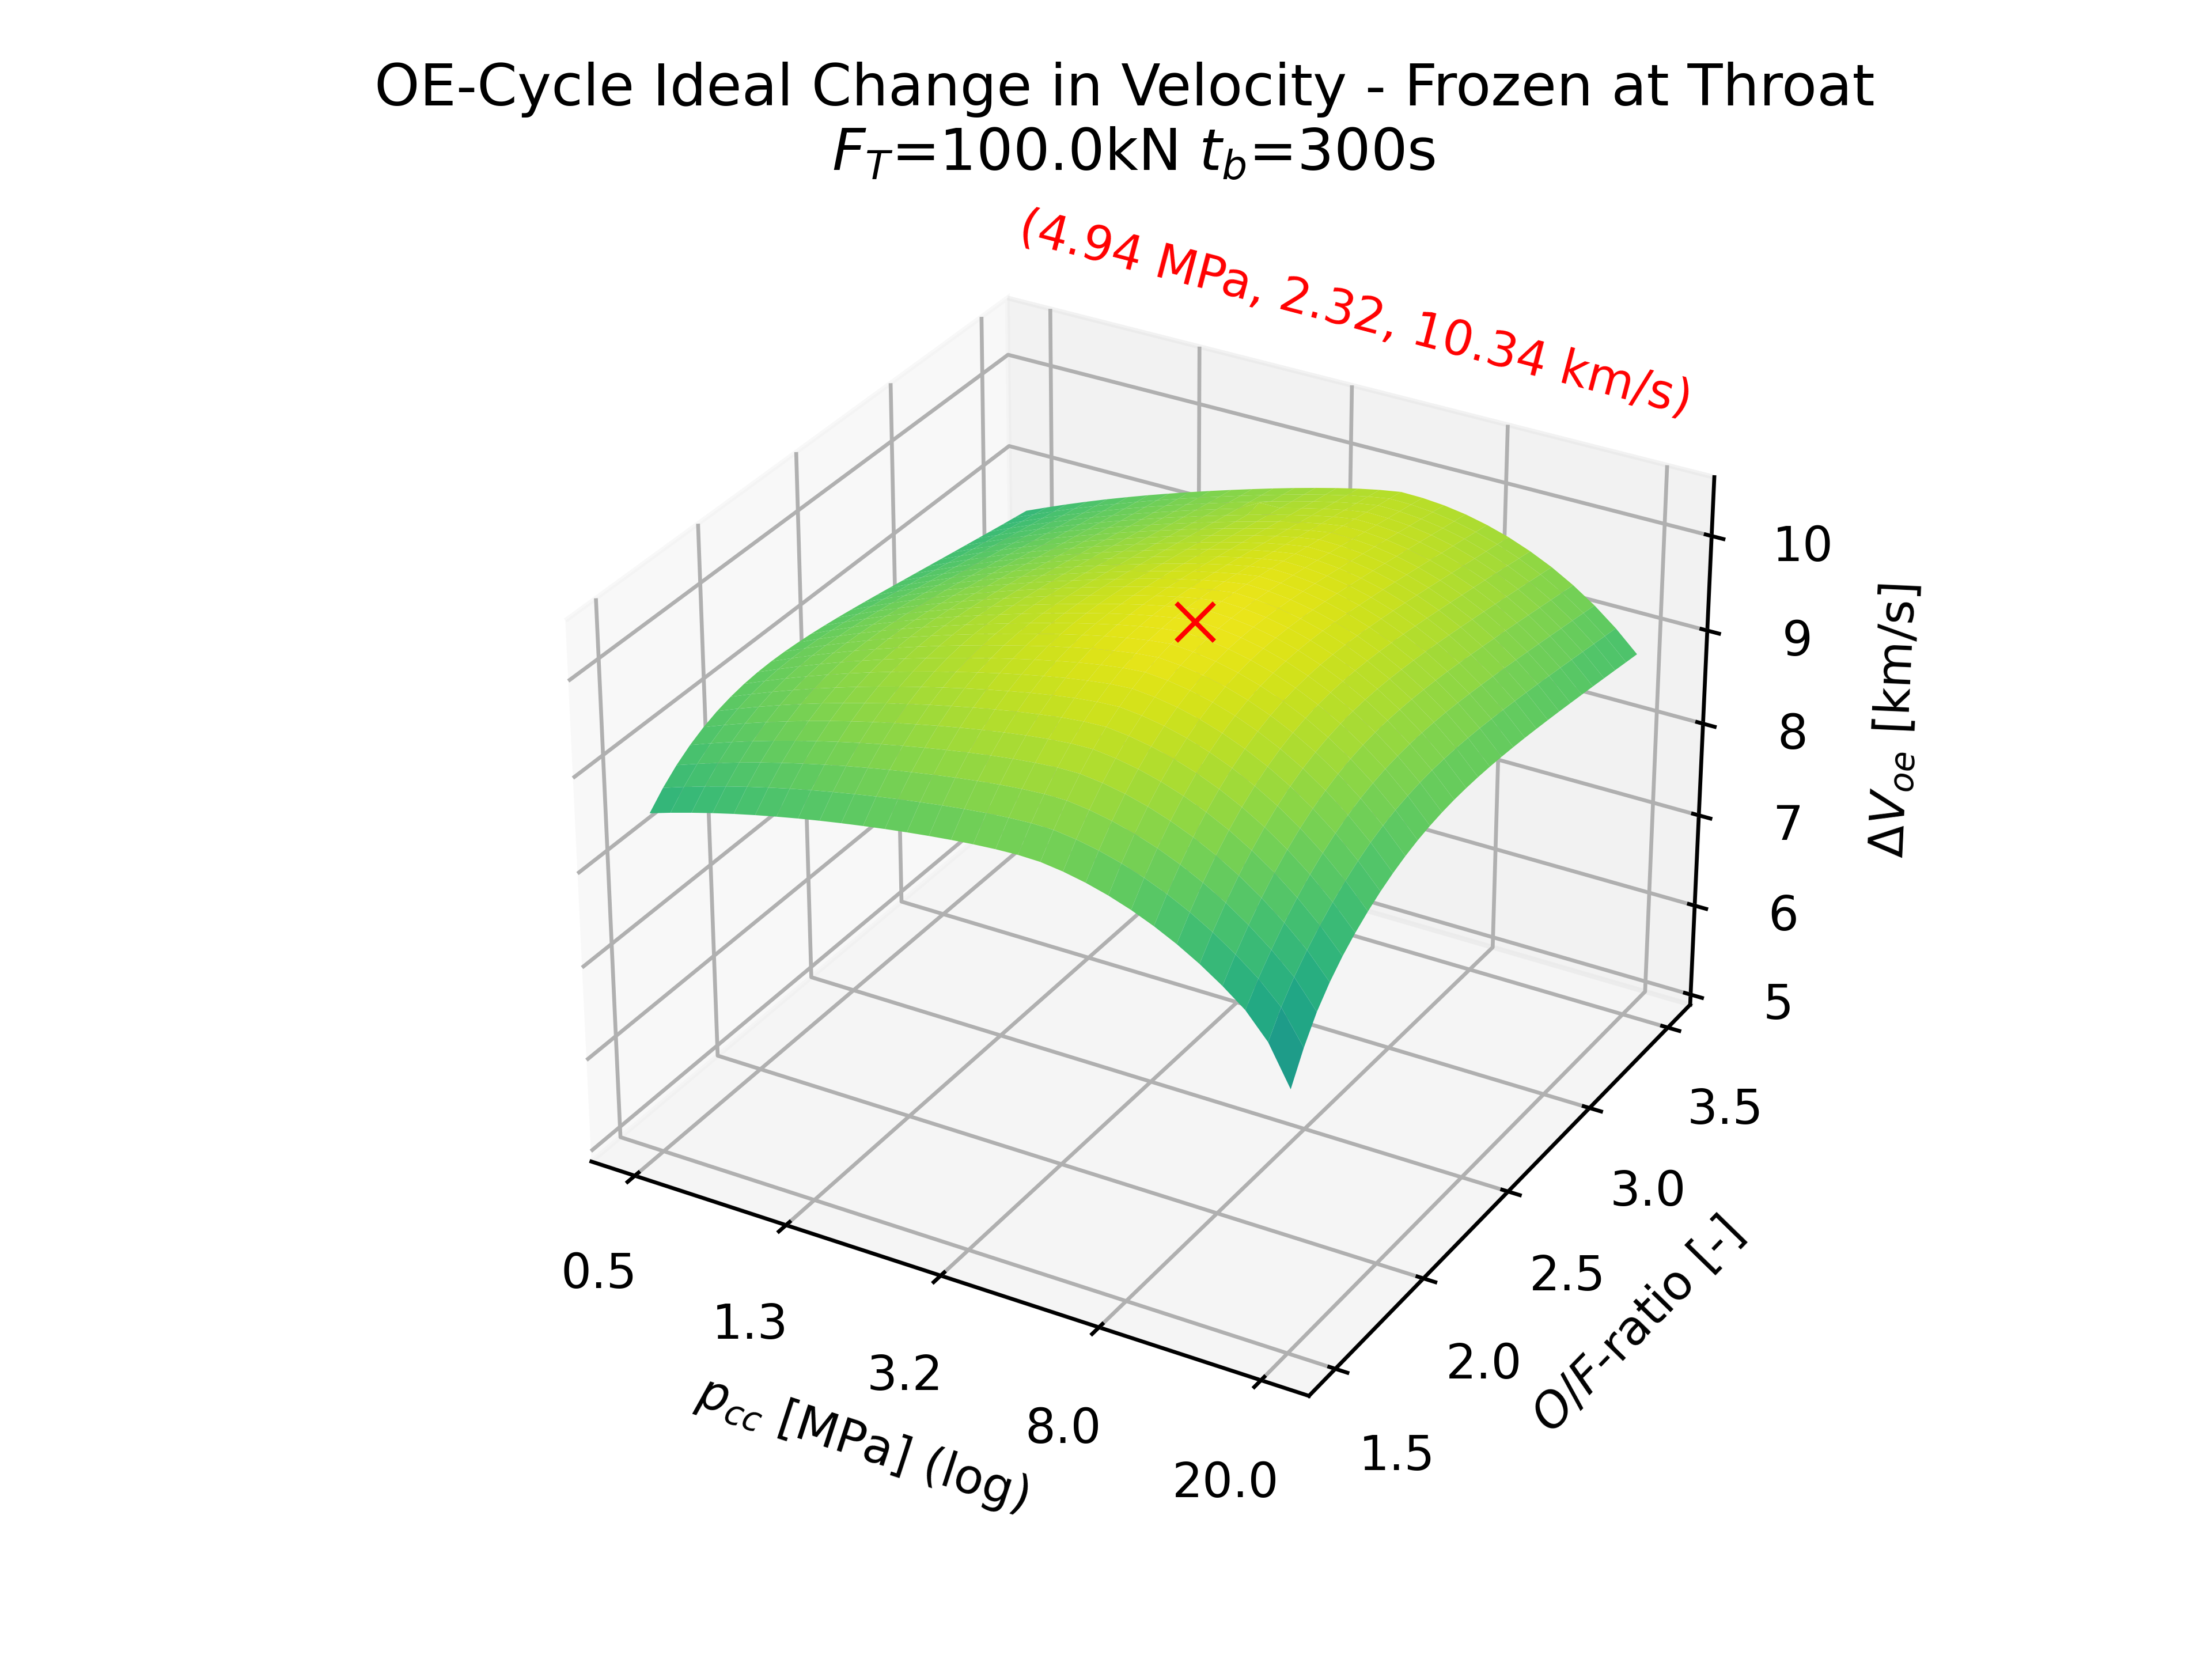 OE-Cycle Ideal Change in Velocity - Frozen at Throat
F_T=100.0kN t_b=300s
(4.94 MPa, 2.32, 10.34 km/s)
10
9
8
7
6
5
ΔV_oe [km/s]
3.5
3.0
2.5
2.0
1.5
O/F-ratio [-]
0.5
1.3
3.2
8.0
20.0
p_cc [MPa] (log)